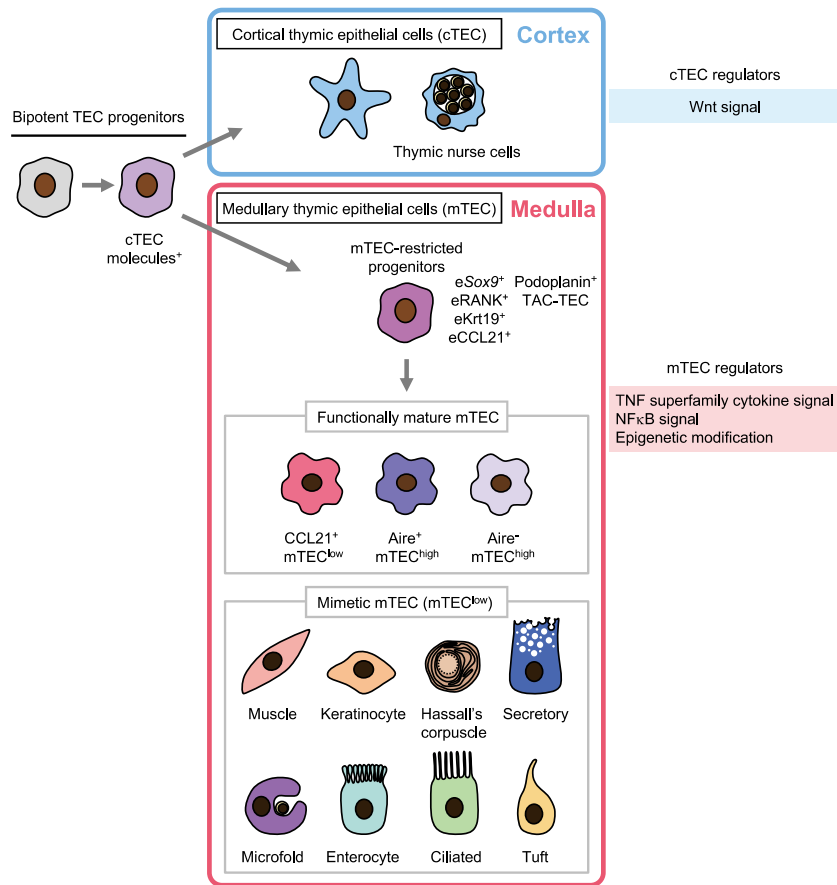 Cortical thymic epithelial cells (cTEC)
Cortex
Thymic nurse cells
cTEC regulators
Wnt signal
Bipotent TEC progenitors
cTEC
molecules⁺
Medullary thymic epithelial cells (mTEC)
Medulla
mTEC-restricted
progenitors
eSox9⁺
eRANK⁺
eKrt19⁺
eCCL21⁺
Podoplanin⁺
TAC-TEC
mTEC regulators
TNF superfamily cytokine signal
NFκB signal
Epigenetic modification
Functionally mature mTEC
CCL21⁺
mTECˡᵒʷ
Aire⁺
mTECʰⁱᵍʰ
Aire⁻
mTECʰⁱᵍʰ
Mimetic mTEC (mTECˡᵒʷ)
Muscle
Keratinocyte
Hassall's
corpuscle
Secretory
Microfold
Enterocyte
Ciliated
Tuft